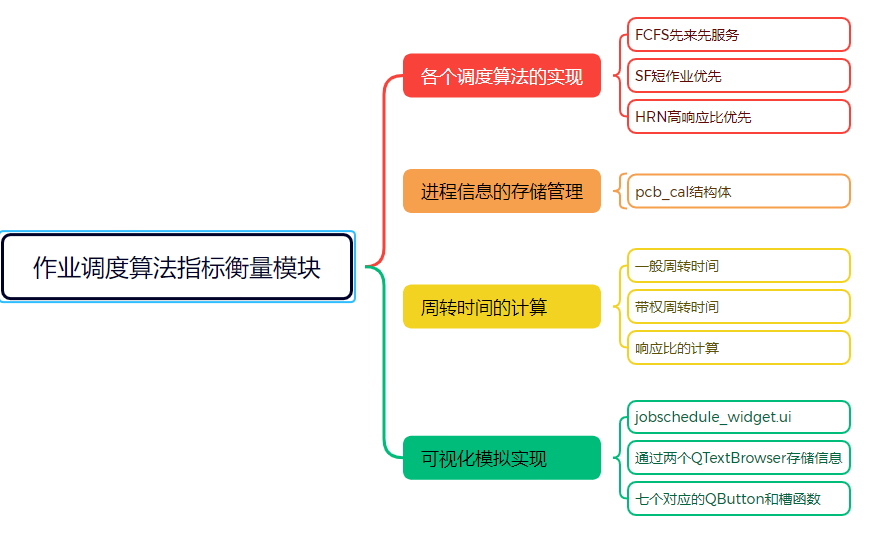 作业调度算法指标衡量模块
各个调度算法的实现
FCFS先来先服务
SF短作业优先
HRN高响应比优先
进程信息的存储管理
pcb_cal结构体
周转时间的计算
一般周转时间
带权周转时间
响应比的计算
可视化模拟实现
jobschedule_widget.ui
通过两个QTextBrowser存储信息
七个对应的QButton和槽函数